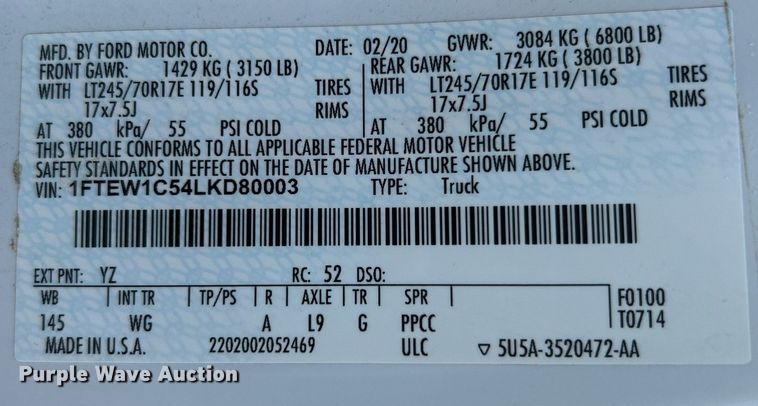 MFD. BY FORD MOTOR CO. DATE: 02/20 GVWR: 3084 KG ( 6800 LB)
FRONT GAWR: 1429 KG ( 3150 LB) REAR GAWR: 1724 KG ( 3800 LB)
WITH LT245/70R17E 119/116S TIRES WITH LT245/70R17E 119/116S TIRES
17x7.5J RIMS 17x7.5J RIMS
AT 380 kPa/ 55 PSI COLD AT 380 kPa/ 55 PSI COLD
THIS VEHICLE CONFORMS TO ALL APPLICABLE FEDERAL MOTOR VEHICLE
SAFETY STANDARDS IN EFFECT ON THE DATE OF MANUFACTURE SHOWN ABOVE.
VIN: 1FTEW1C54LKD80003 TYPE: Truck
EXT PNT: YZ RC: 52 DSO:
WB INT TR TP/PS R AXLE TR SPR F0100
145 WG A L9 G PPCC T0714
MADE IN U.S.A. 2202002052469 ULC ▽ 5U5A-3520472-AA
Purple Wave Auction